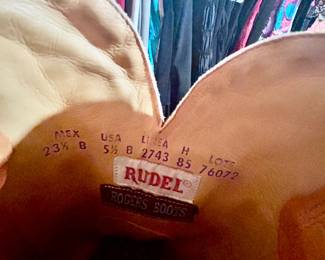 MEX USA LINEA H LOTE
23½ B 5½ B 2743 85 76072
RUDEL®
ROGERS BOOTS